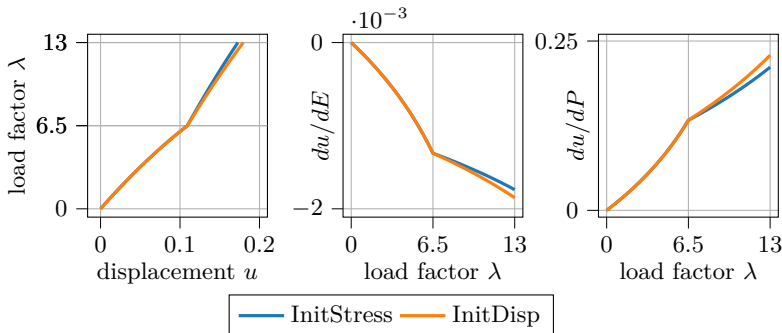 ·10⁻³
13
6.5
0
load factor λ
0
0.1
0.2
displacement u
0
−2
du/dE
0
6.5
13
load factor λ
0.25
0
du/dP
0
6.5
13
load factor λ
InitStress
InitDisp